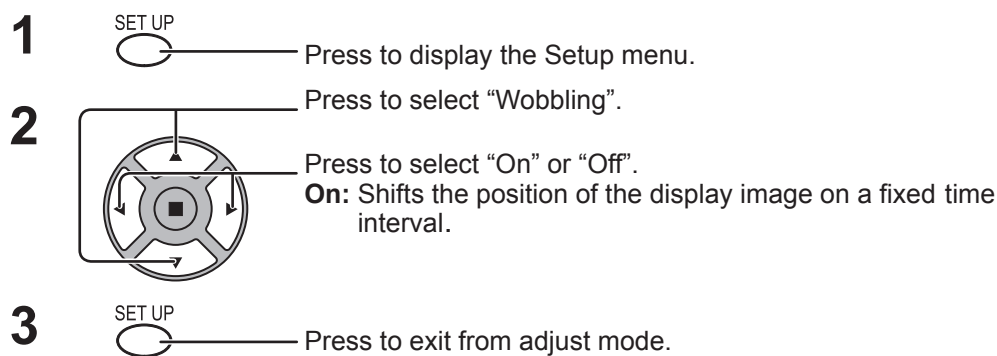 1
SET UP
Press to display the Setup menu.
2
Press to select “Wobbling”.
Press to select “On” or “Off”.
On: Shifts the position of the display image on a fixed time
interval.
3
SET UP
Press to exit from adjust mode.